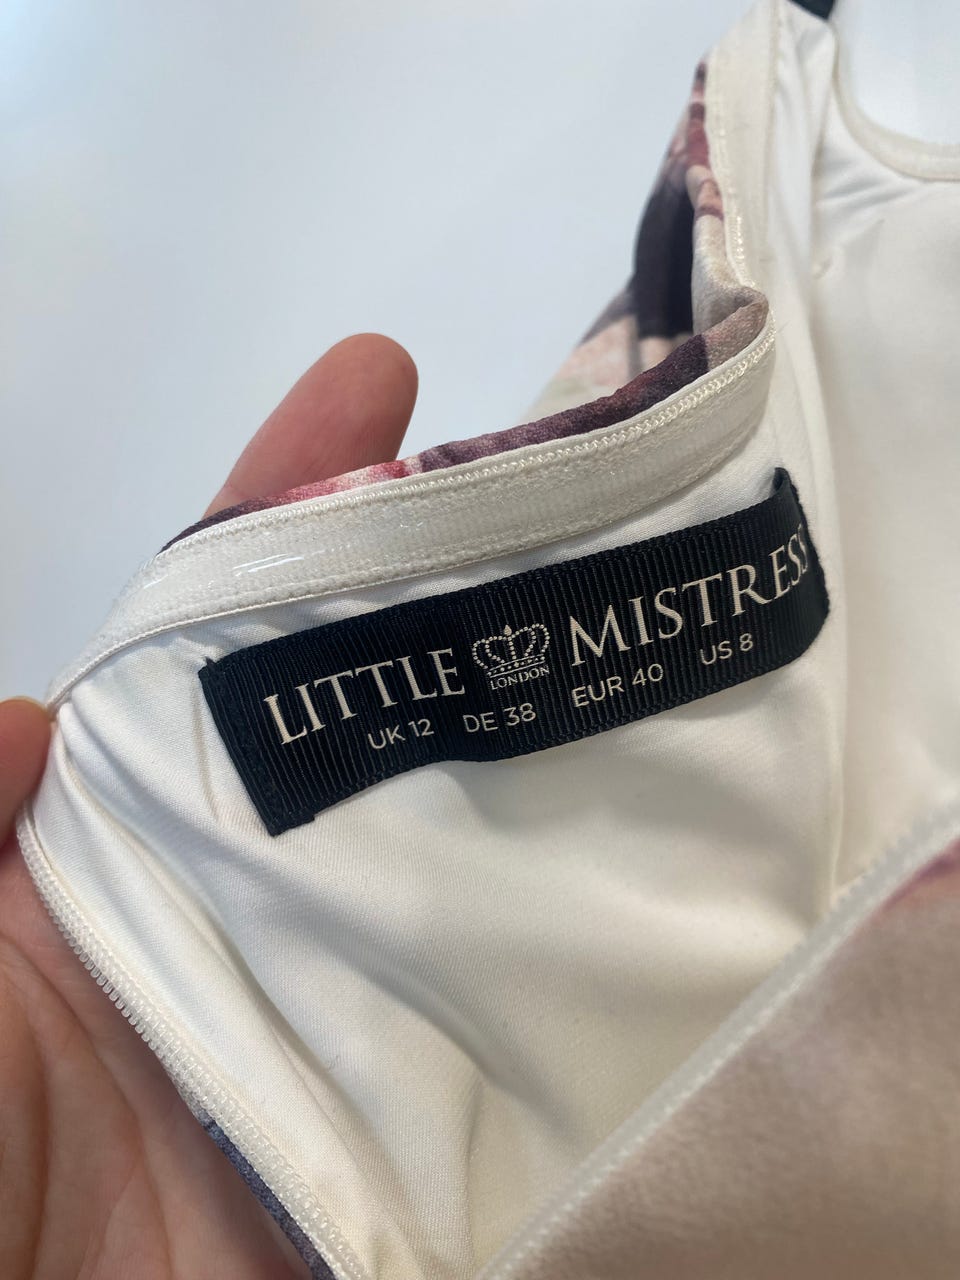 LITTLE MISTRESS
LONDON
UK 12 DE 38 EUR 40 US 8